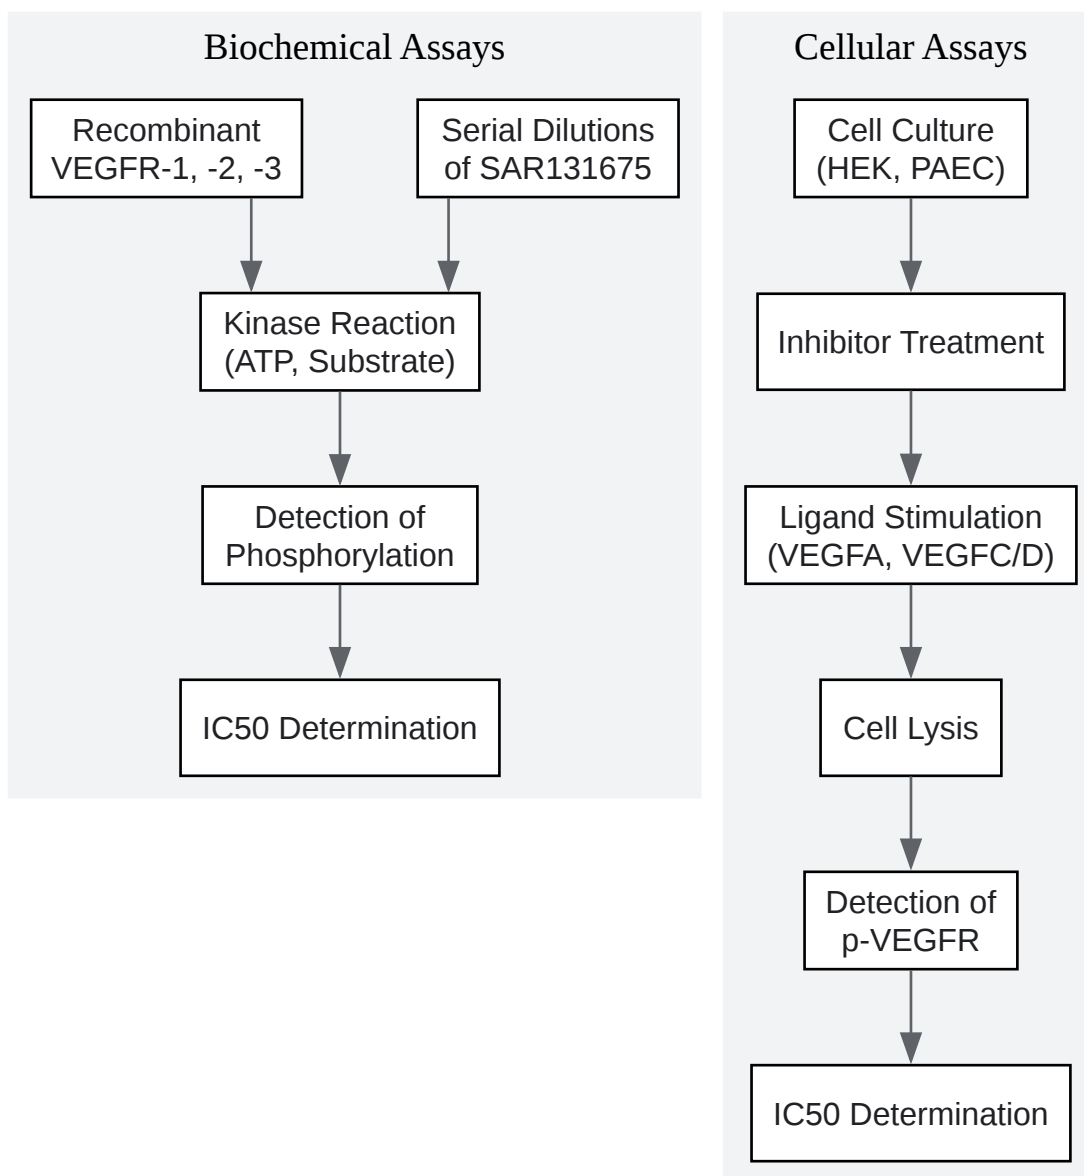 Biochemical Assays
Recombinant
VEGFR-1, -2, -3
Serial Dilutions
of SAR131675
Kinase Reaction
(ATP, Substrate)
Detection of
Phosphorylation
IC50 Determination
Cellular Assays
Cell Culture
(HEK, PAEC)
Inhibitor Treatment
Ligand Stimulation
(VEGFA, VEGFC/D)
Cell Lysis
Detection of
p-VEGFR
IC50 Determination